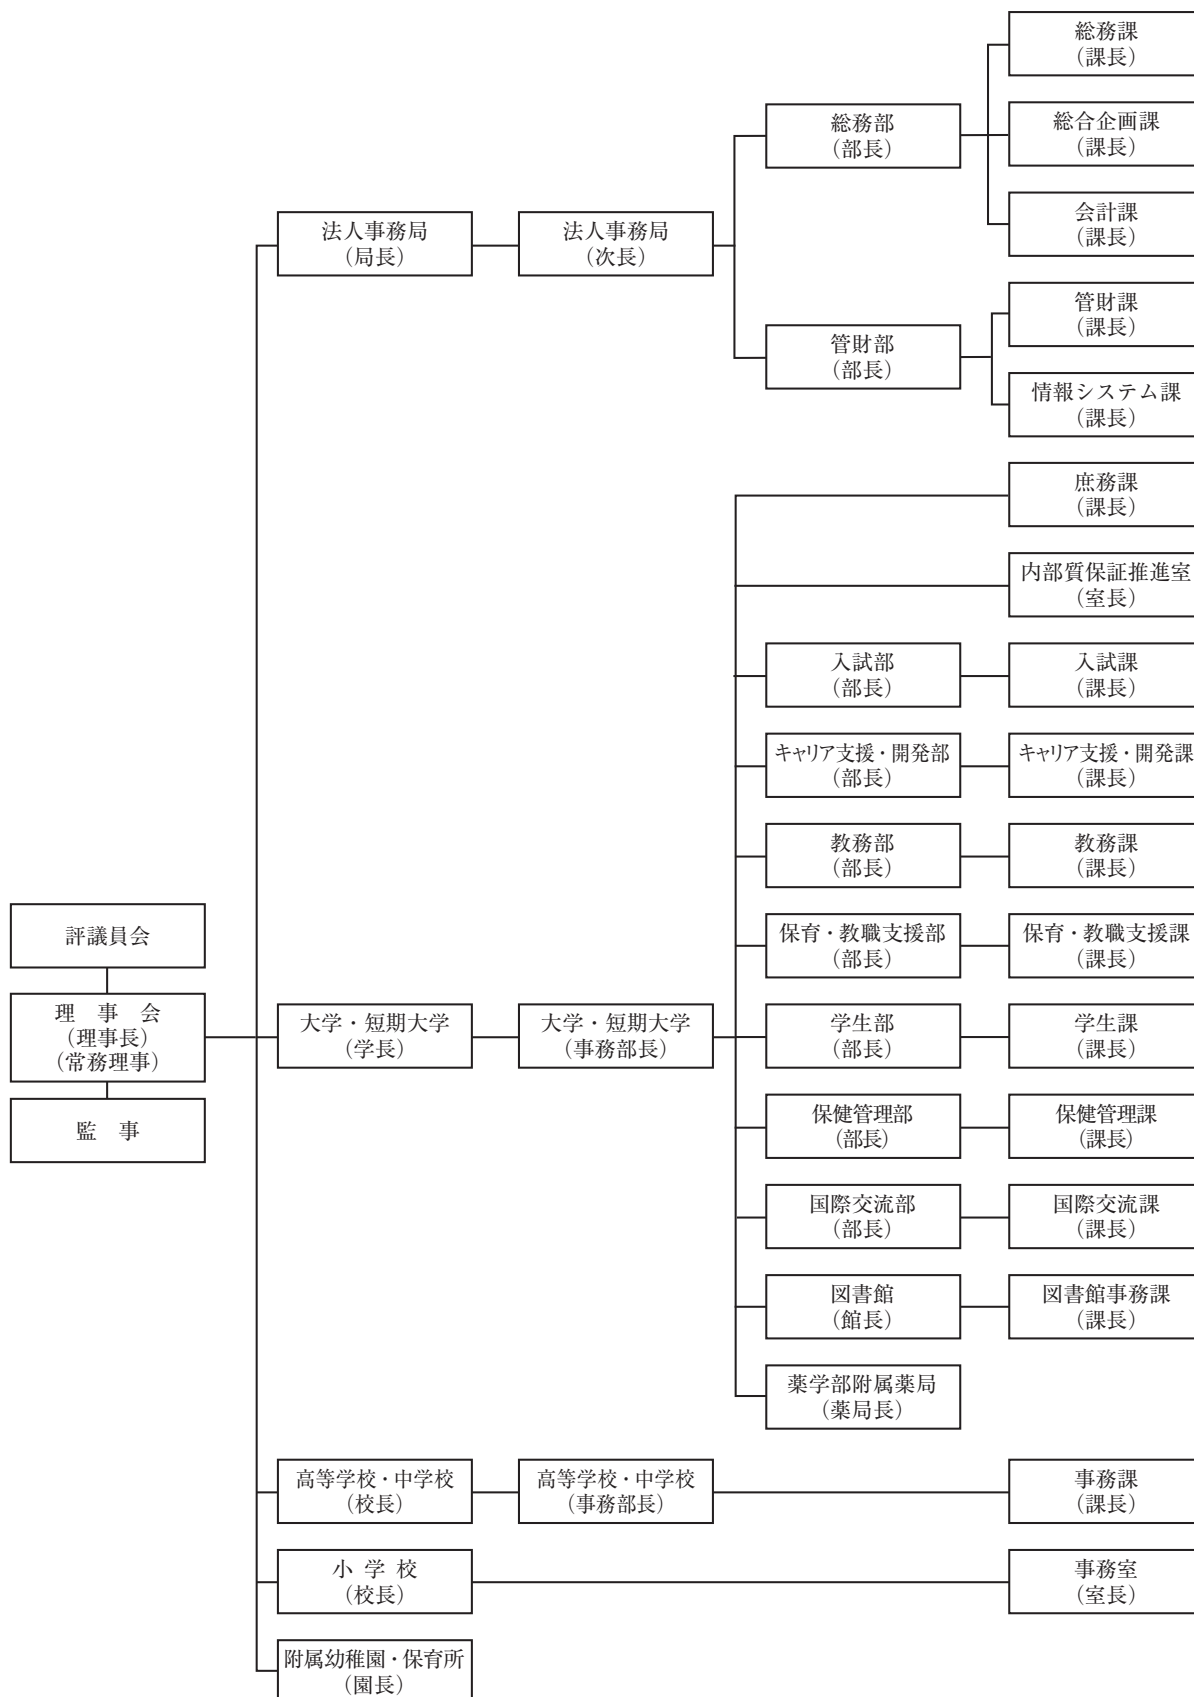 評議員会
理　事　会
（理事長）
（常務理事）
監　事
法人事務局
（局長）
法人事務局
（次長）
総務部
（部長）
総務課
（課長）
総合企画課
（課長）
会計課
（課長）
管財部
（部長）
管財課
（課長）
情報システム課
（課長）
大学・短期大学
（学長）
大学・短期大学
（事務部長）
庶務課
（課長）
内部質保証推進室
（室長）
入試部
（部長）
入試課
（課長）
キャリア支援・開発部
（部長）
キャリア支援・開発課
（課長）
教務部
（部長）
教務課
（課長）
保育・教職支援部
（部長）
保育・教職支援課
（課長）
学生部
（部長）
学生課
（課長）
保健管理部
（部長）
保健管理課
（課長）
国際交流部
（部長）
国際交流課
（課長）
図書館
（館長）
図書館事務課
（課長）
薬学部附属薬局
（薬局長）
高等学校・中学校
（校長）
高等学校・中学校
（事務部長）
事務課
（課長）
小 学 校
（校長）
事務室
（室長）
附属幼稚園・保育所
（園長）